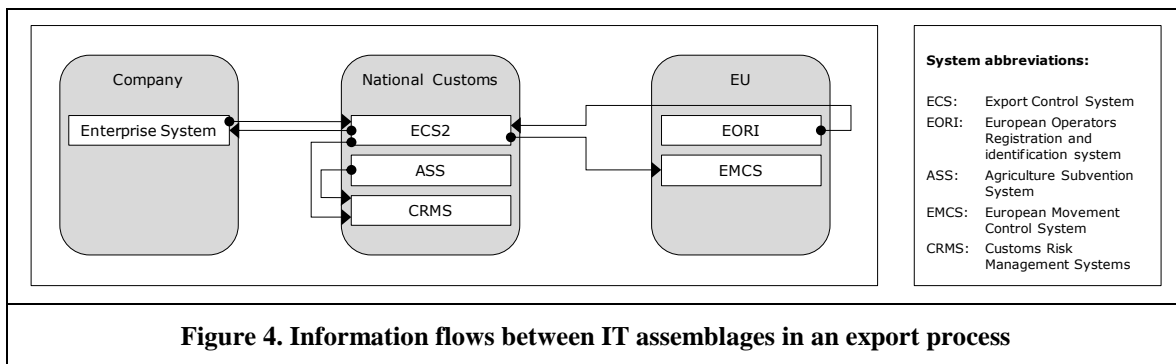 Company
National Customs
EU
Enterprise System
ECS2
EORI
ASS
EMCS
CRMS
System abbreviations:
ECS: Export Control System
EORI: European Operators
Registration and
identification system
ASS: Agriculture Subvention
System
EMCS: European Movement
Control System
CRMS: Customs Risk
Management Systems
Figure 4. Information flows between IT assemblages in an export process